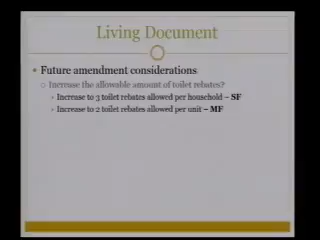 Living Document
Future amendment considerations
Increase the allowable amount of toilet rebates?
Increase to 3 toilet rebates allowed per household – SF
Increase to 2 toilet rebates allowed per unit – MF